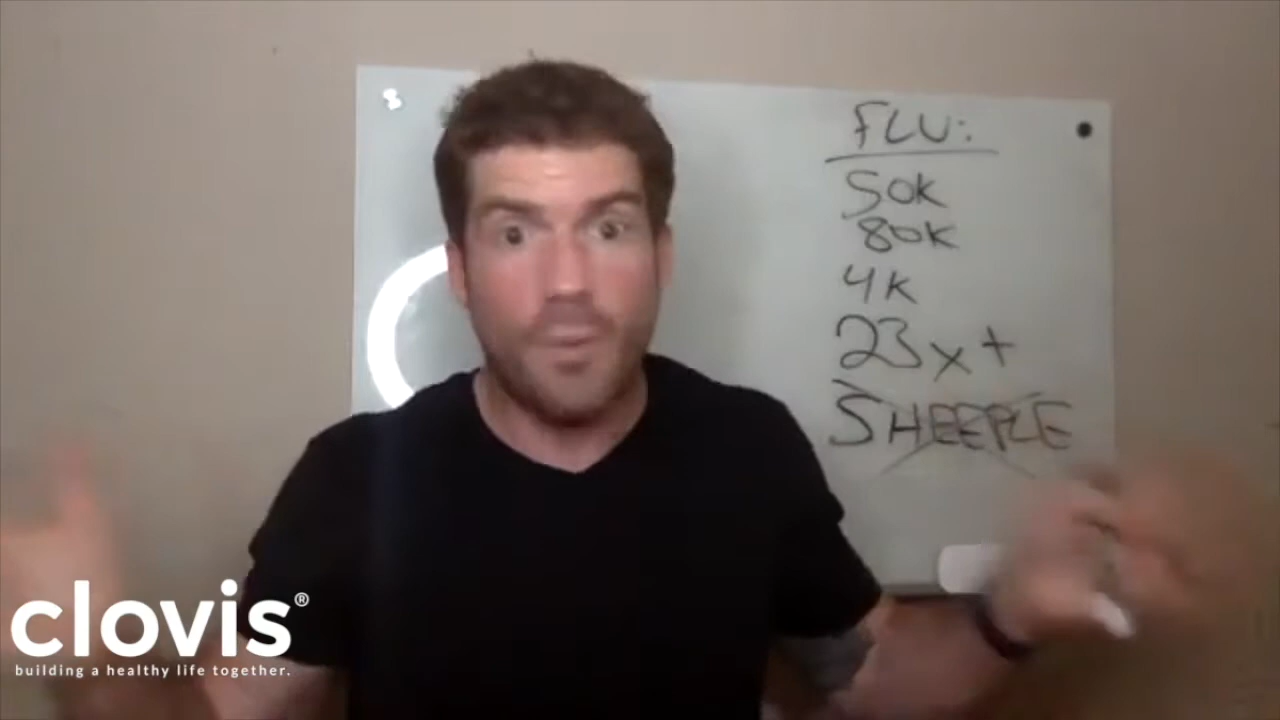 FLU:
50K
80K
4K
23x+
SHEEPLE
clovis®
building a healthy life together.